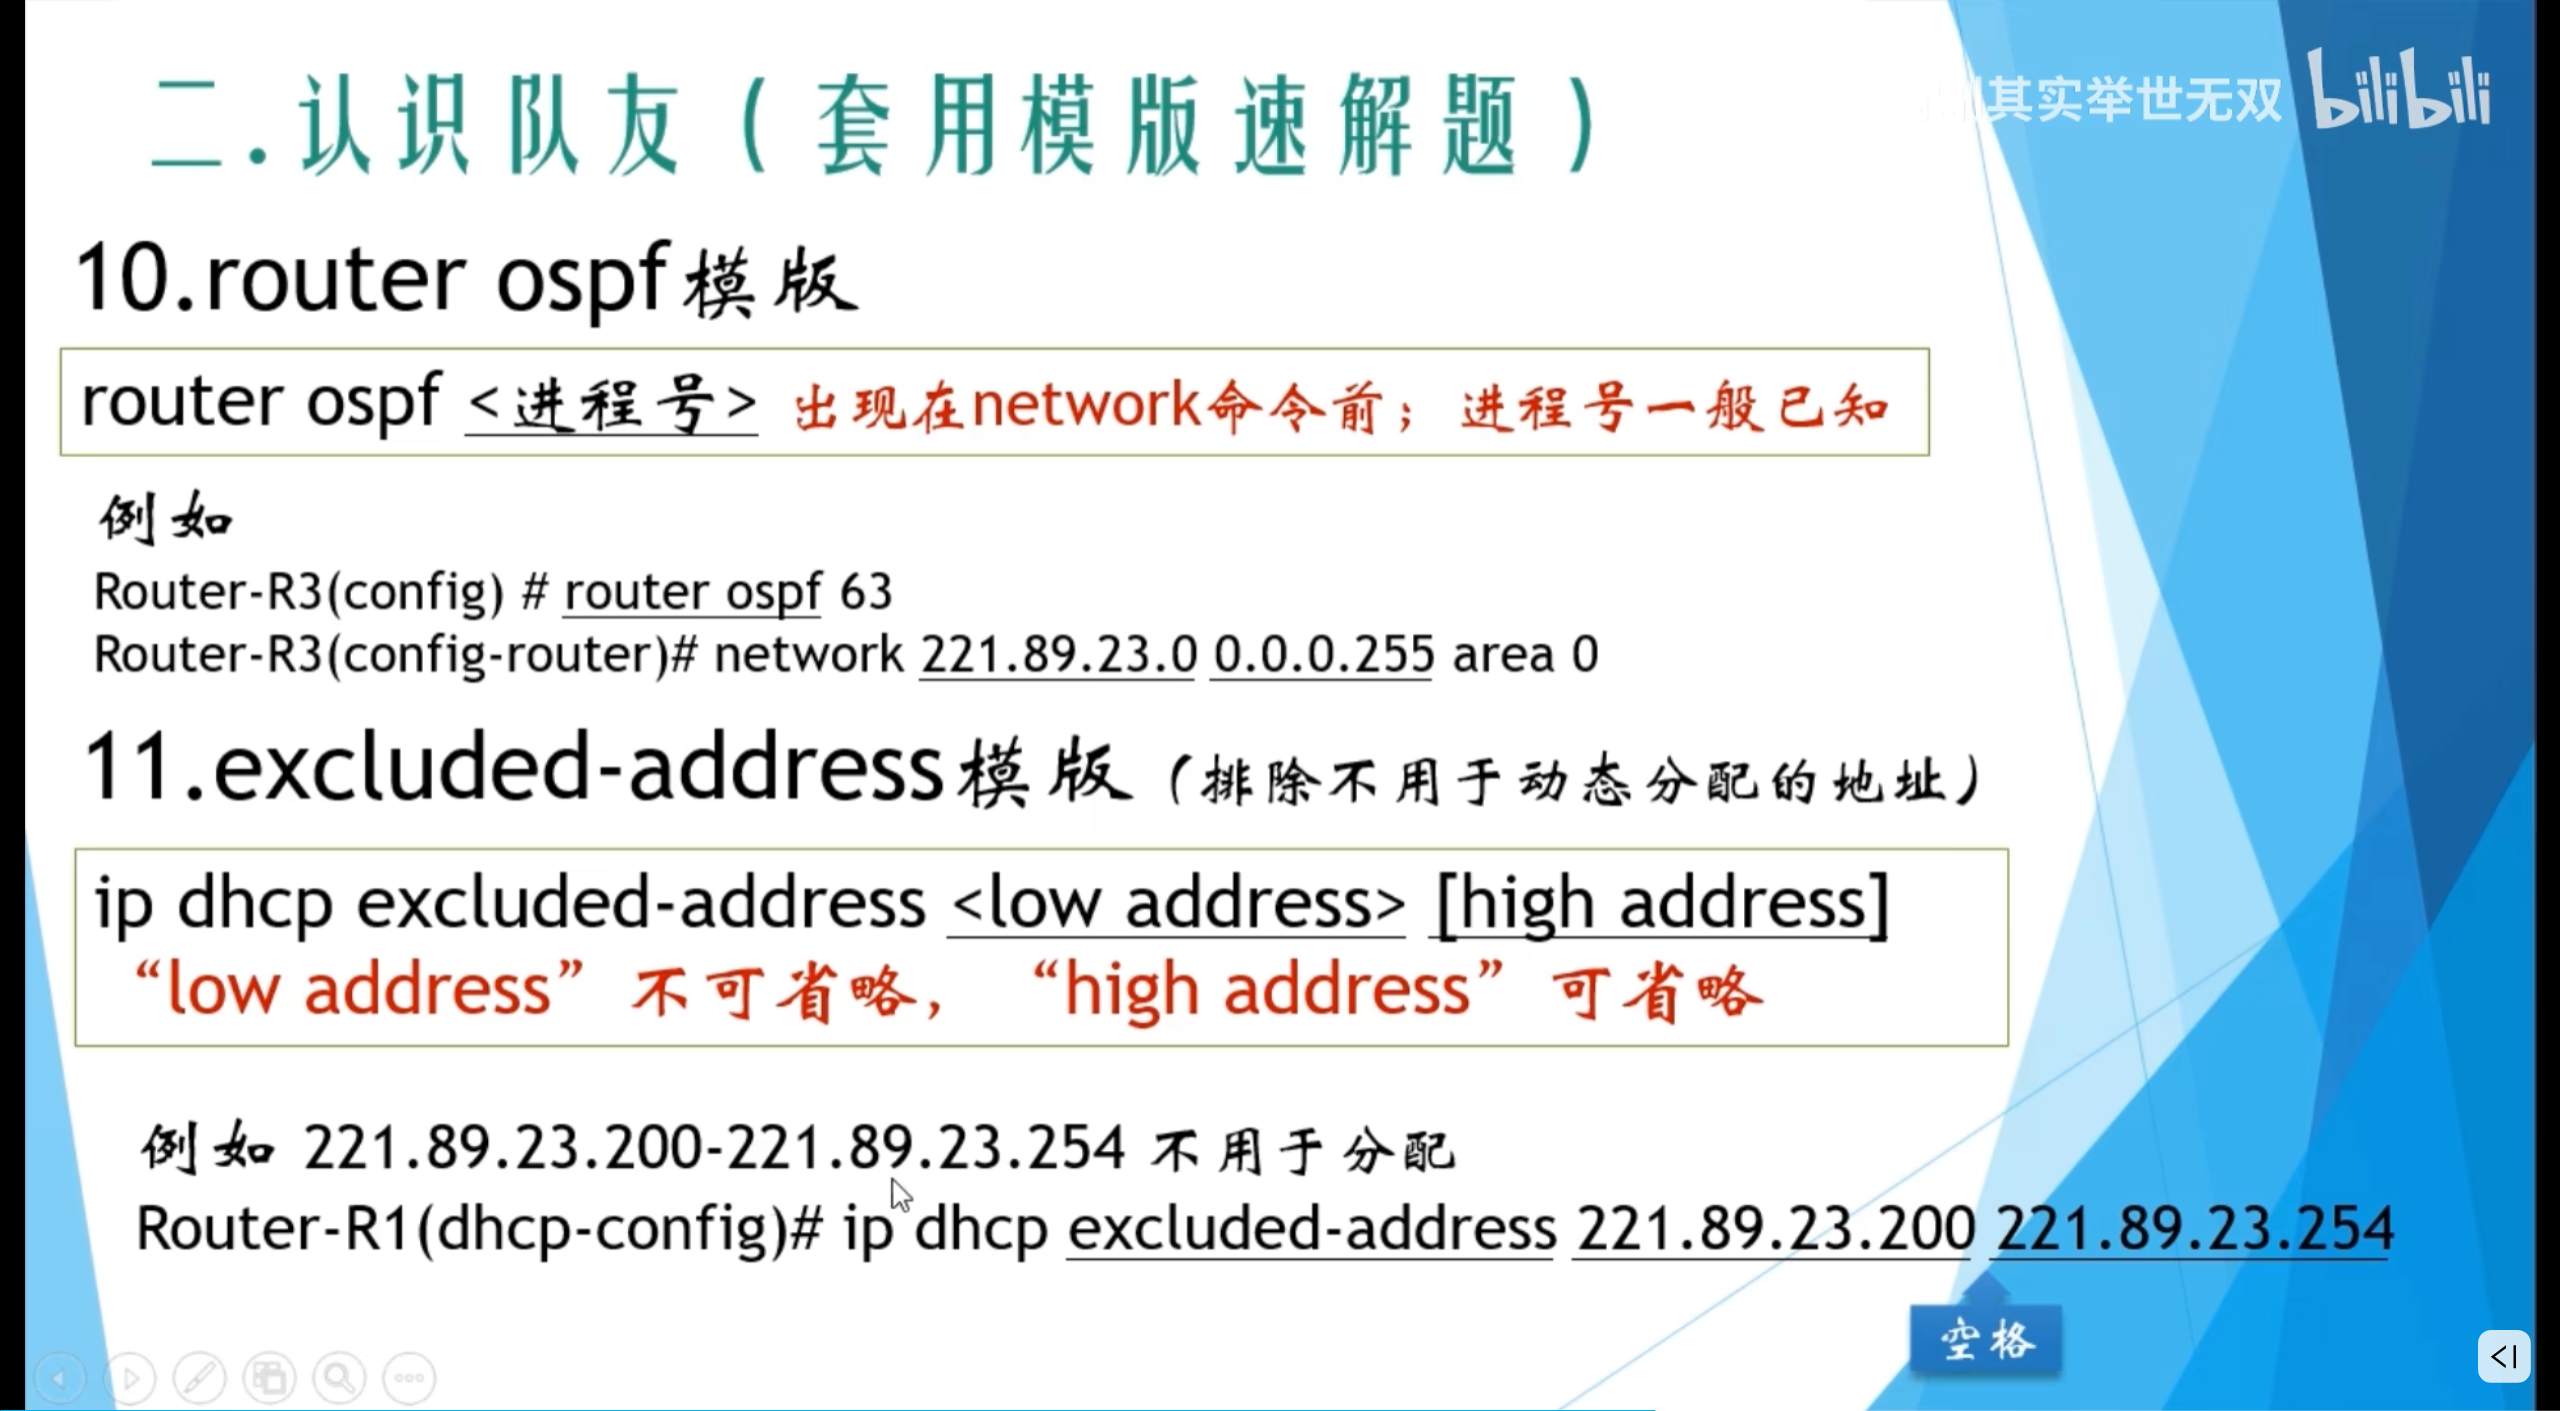 二.认识队友(套用模版速解题)
其实举世无双 bilibili
10.router ospf模版
router ospf <进程号> 出现在network命令前；进程号一般已知
例如
Router-R3(config) # router ospf 63
Router-R3(config-router)# network 221.89.23.0 0.0.0.255 area 0
11.excluded-address模版（排除不用于动态分配的地址）
ip dhcp excluded-address <low address> [high address]
“low address”不可省略，“high address”可省略
例如 221.89.23.200-221.89.23.254 不用于分配
Router-R1(dhcp-config)# ip dhcp excluded-address 221.89.23.200 221.89.23.254
空格